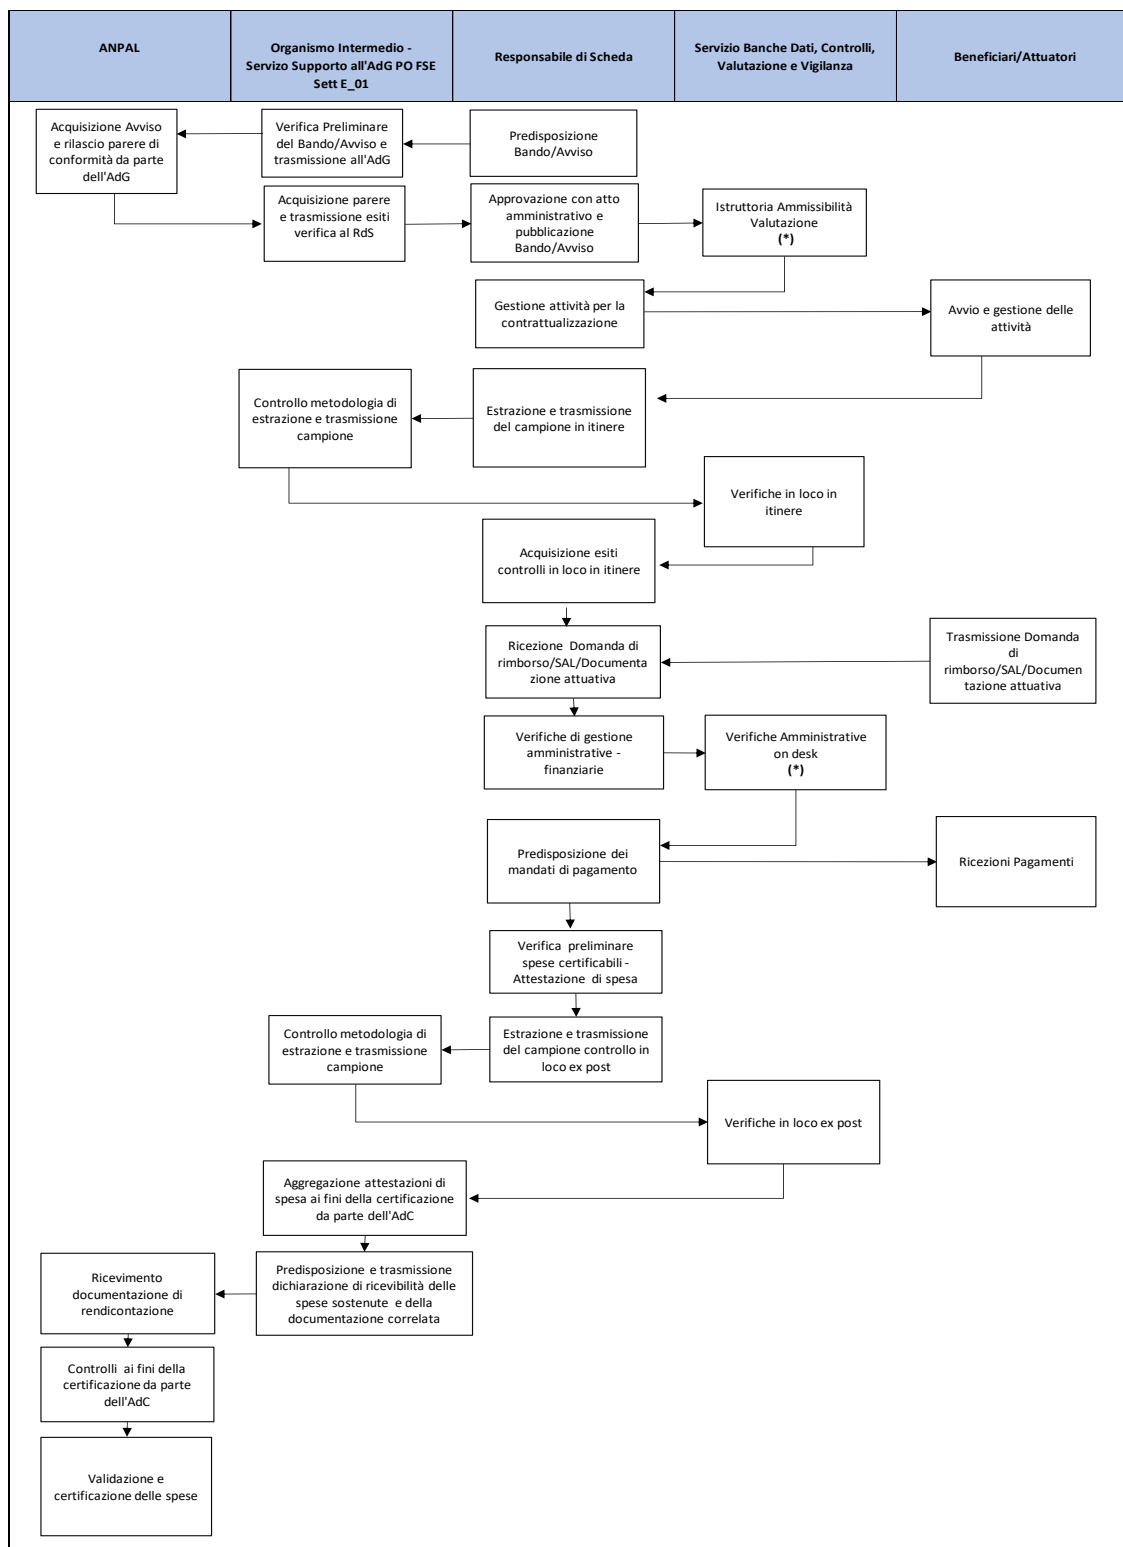 ANPAL
Organismo Intermedio -
Servizo Supporto all'AdG PO FSE
Sett E_01
Responsabile di Scheda
Servizio Banche Dati, Controlli,
Valutazione e Vigilanza
Beneficiari/Attuatori
Acquisizione Avviso
e rilascio parere di
conformità da parte
dell'AdG
Verifica Preliminare
del Bando/Avviso e
trasmissione all'AdG
Predisposizione
Bando/Avviso
Acquisizione parere
e trasmissione esiti
verifica al RdS
Approvazione con atto
amministrativo e
pubblicazione
Bando/Avviso
Istruttoria Ammissibilità
Valutazione
(*)
Gestione attività per la
contrattualizzazione
Avvio e gestione delle
attività
Controllo metodologia di
estrazione e trasmissione
campione
Estrazione e trasmissione
del campione in itinere
Verifiche in loco in
itinere
Acquisizione esiti
controlli in loco in itinere
Ricezione Domanda di
rimborso/SAL/Documenta
zione attuativa
Trasmissione Domanda
di
rimborso/SAL/Documen
tazione attuativa
Verifiche di gestione
amministrative -
finanziarie
Verifiche Amministrative
on desk
(*)
Predisposizione dei
mandati di pagamento
Ricezioni Pagamenti
Verifica preliminare
spese certificabili -
Attestazione di spesa
Controllo metodologia di
estrazione e trasmissione
campione
Estrazione e trasmissione
del campione controllo in
loco ex post
Verifiche in loco ex post
Aggregazione attestazioni di
spesa ai fini della certificazione
da parte dell'AdC
Ricevimento
documentazione di
rendicontazione
Predisposizione e trasmissione
dichiarazione di ricevibilità delle
spese sostenute e della
documentazione correlata
Controlli ai fini della
certificazione da parte
dell'AdC
Validazione e
certificazione delle spese